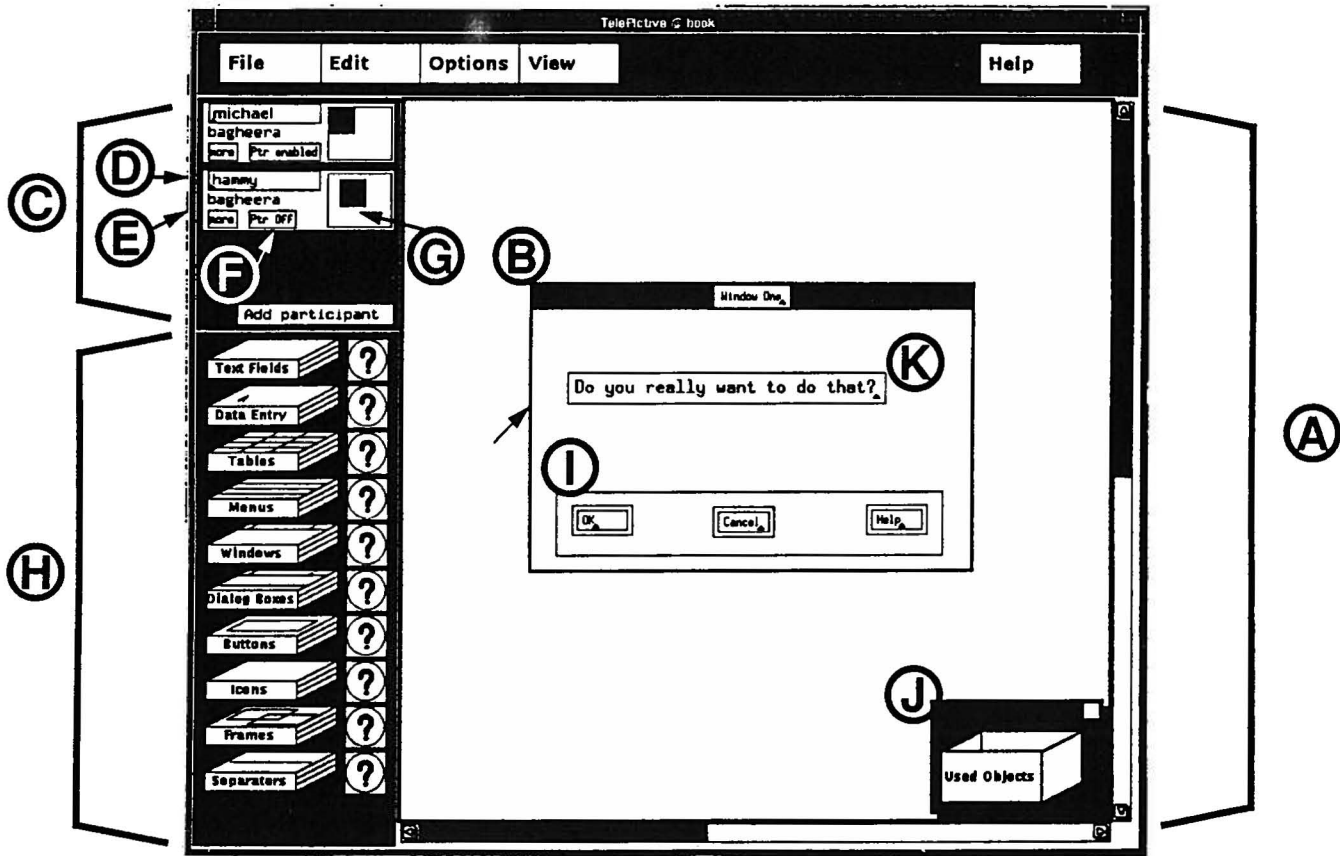 TelePictive @ book
File Edit Options View Help
michael
bagheera
more Ptr enabled
hammy
bagheera
more Ptr OFF
Add participant
C
D
E
F
G
B
Window One
K
Do you really want to do that?
I
OK Cancel Help
A
H
Text Fields ?
Data Entry ?
Tables ?
Menus ?
Windows ?
Dialog Boxes ?
Buttons ?
Icons ?
Frames ?
Separaters ?
J
Used Objects